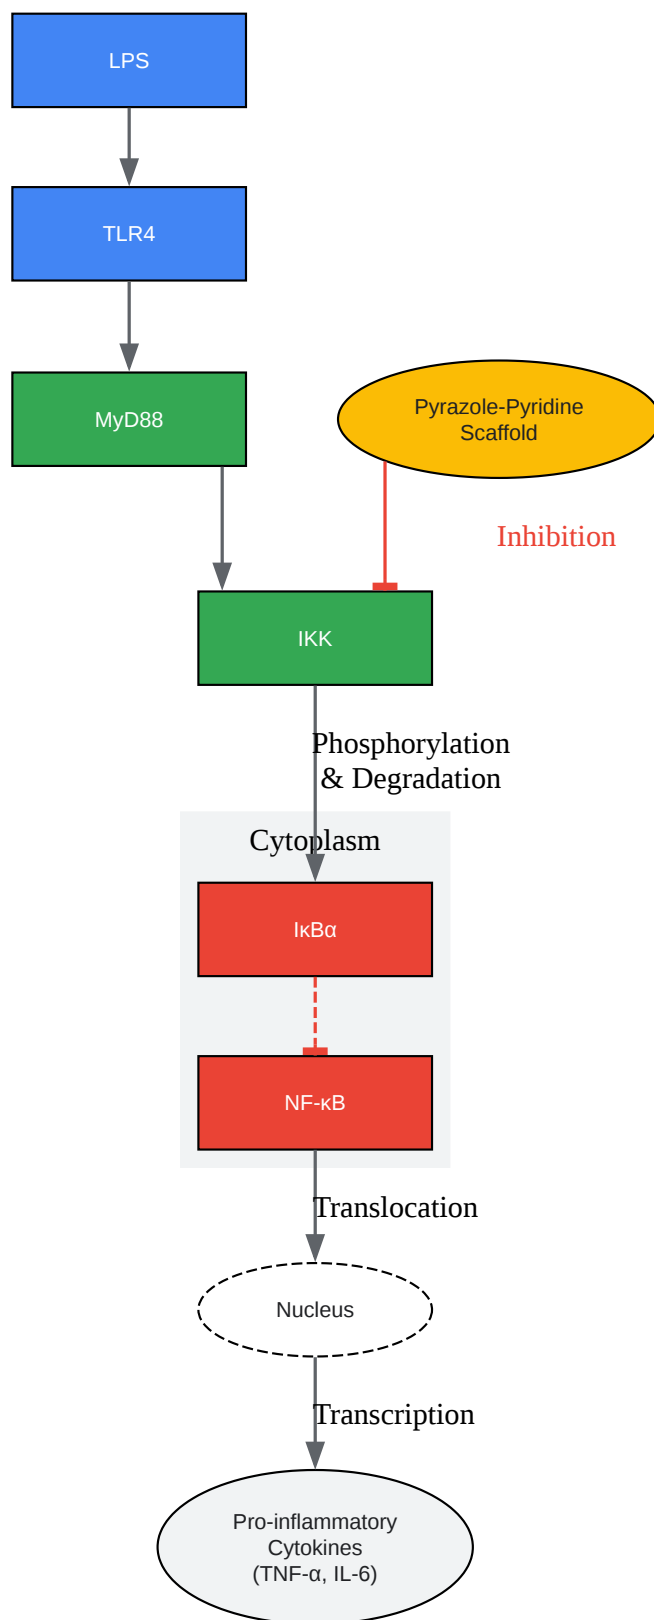 LPS
TLR4
MyD88
Pyrazole-Pyridine
Scaffold
Inhibition
IKK
Phosphorylation
& Degradation
Cytoplasm
IκBα
NF-κB
Translocation
Nucleus
Transcription
Pro-inflammatory
Cytokines
(TNF-α, IL-6)